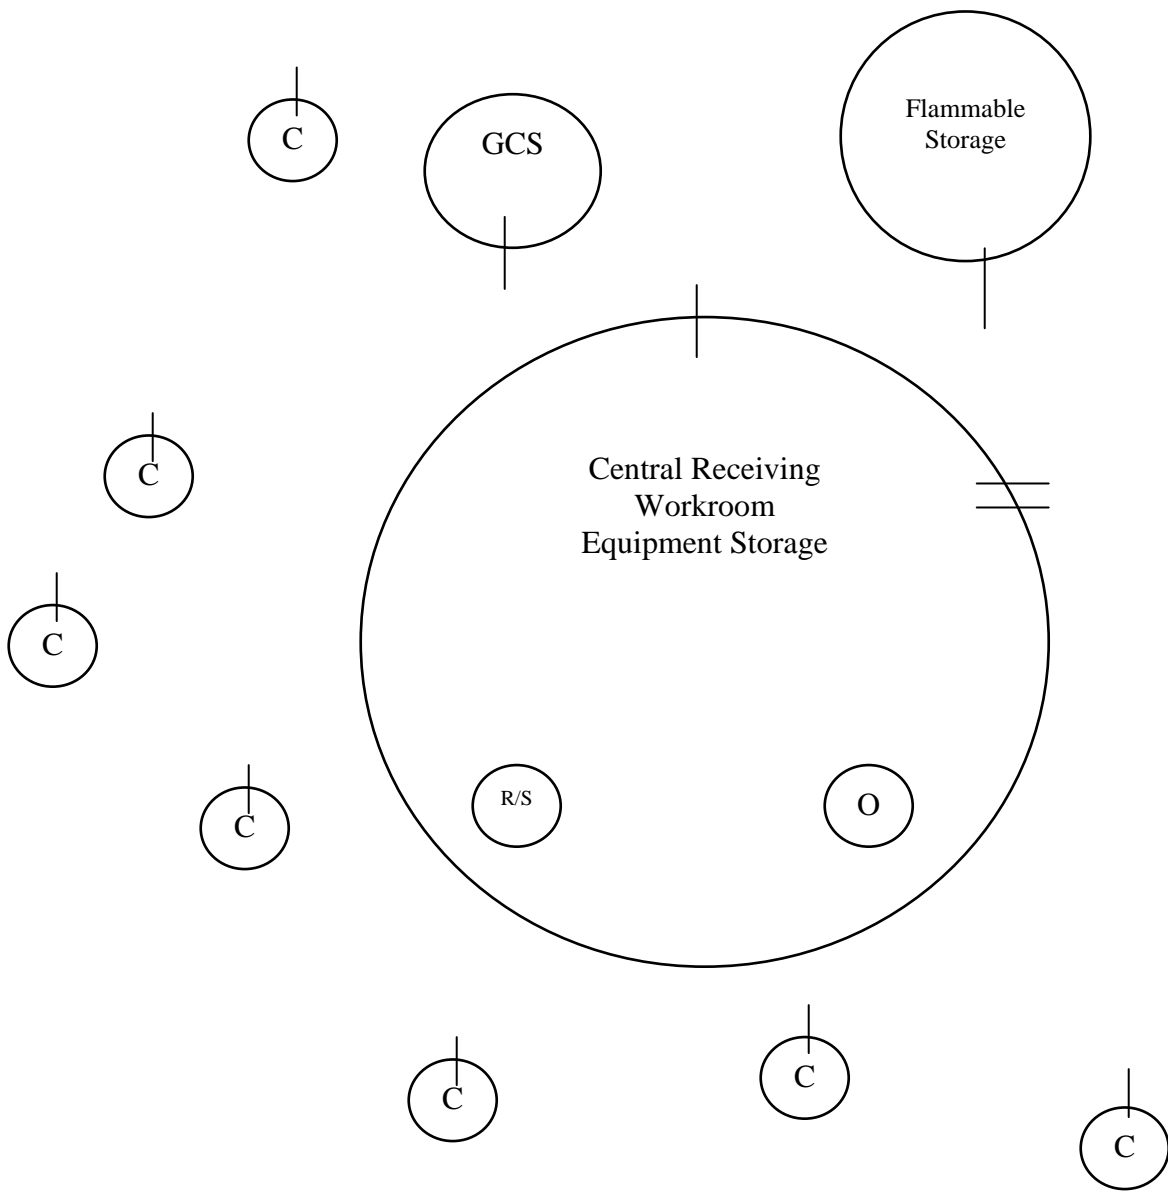 Flammable
Storage
C
GCS
Central Receiving
Workroom
Equipment Storage
C
C
R/S
O
C
C
C
C